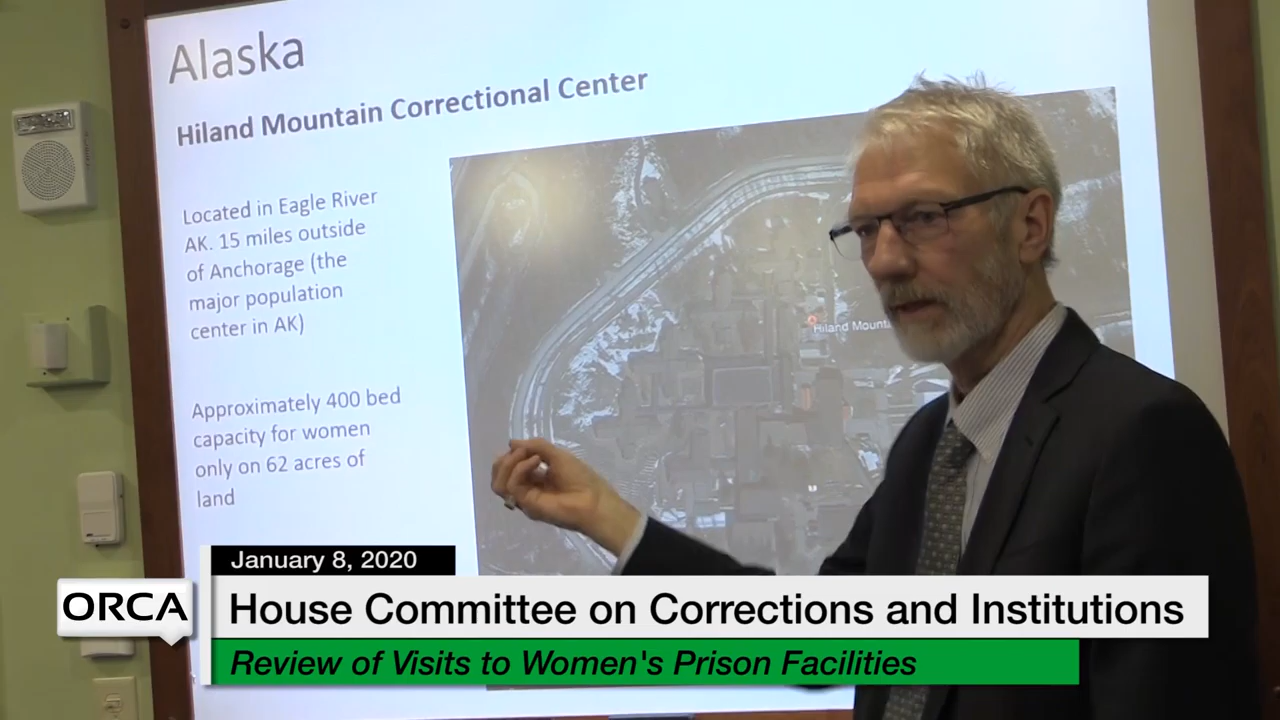 Alaska
Hiland Mountain Correctional Center
Located in Eagle River
AK. 15 miles outside
of Anchorage (the
major population
center in AK)
Approximately 400 bed
capacity for women
only on 62 acres of
land
Hiland Mounta
January 8, 2020
ORCA
House Committee on Corrections and Institutions
Review of Visits to Women's Prison Facilities